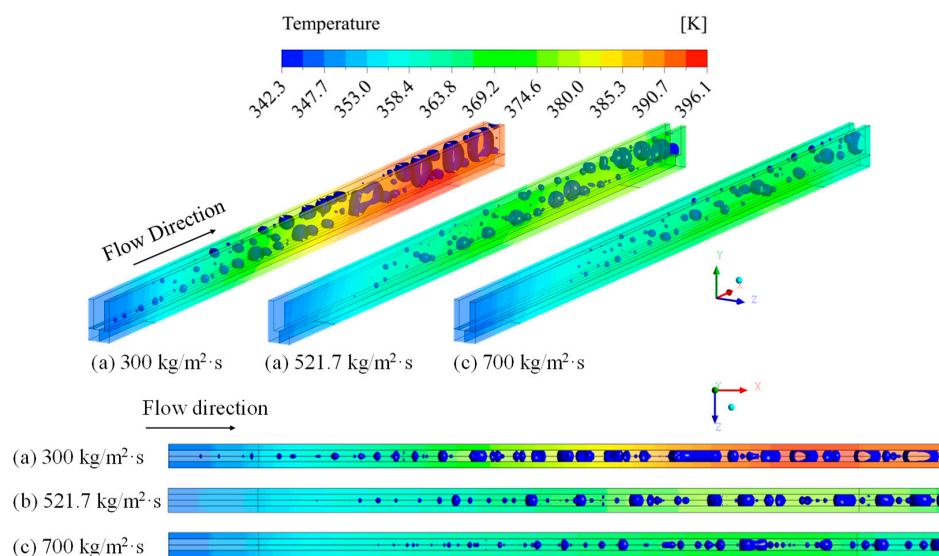 Temperature [K]
342.3 347.7 353.0 358.4 363.8 369.2 374.6 380.0 385.3 390.7 396.1
Flow Direction
Y
X
Z
(a) 300 kg/m²·s (a) 521.7 kg/m²·s (c) 700 kg/m²·s
Flow direction
Y X
Z
(a) 300 kg/m²·s
(b) 521.7 kg/m²·s
(c) 700 kg/m²·s